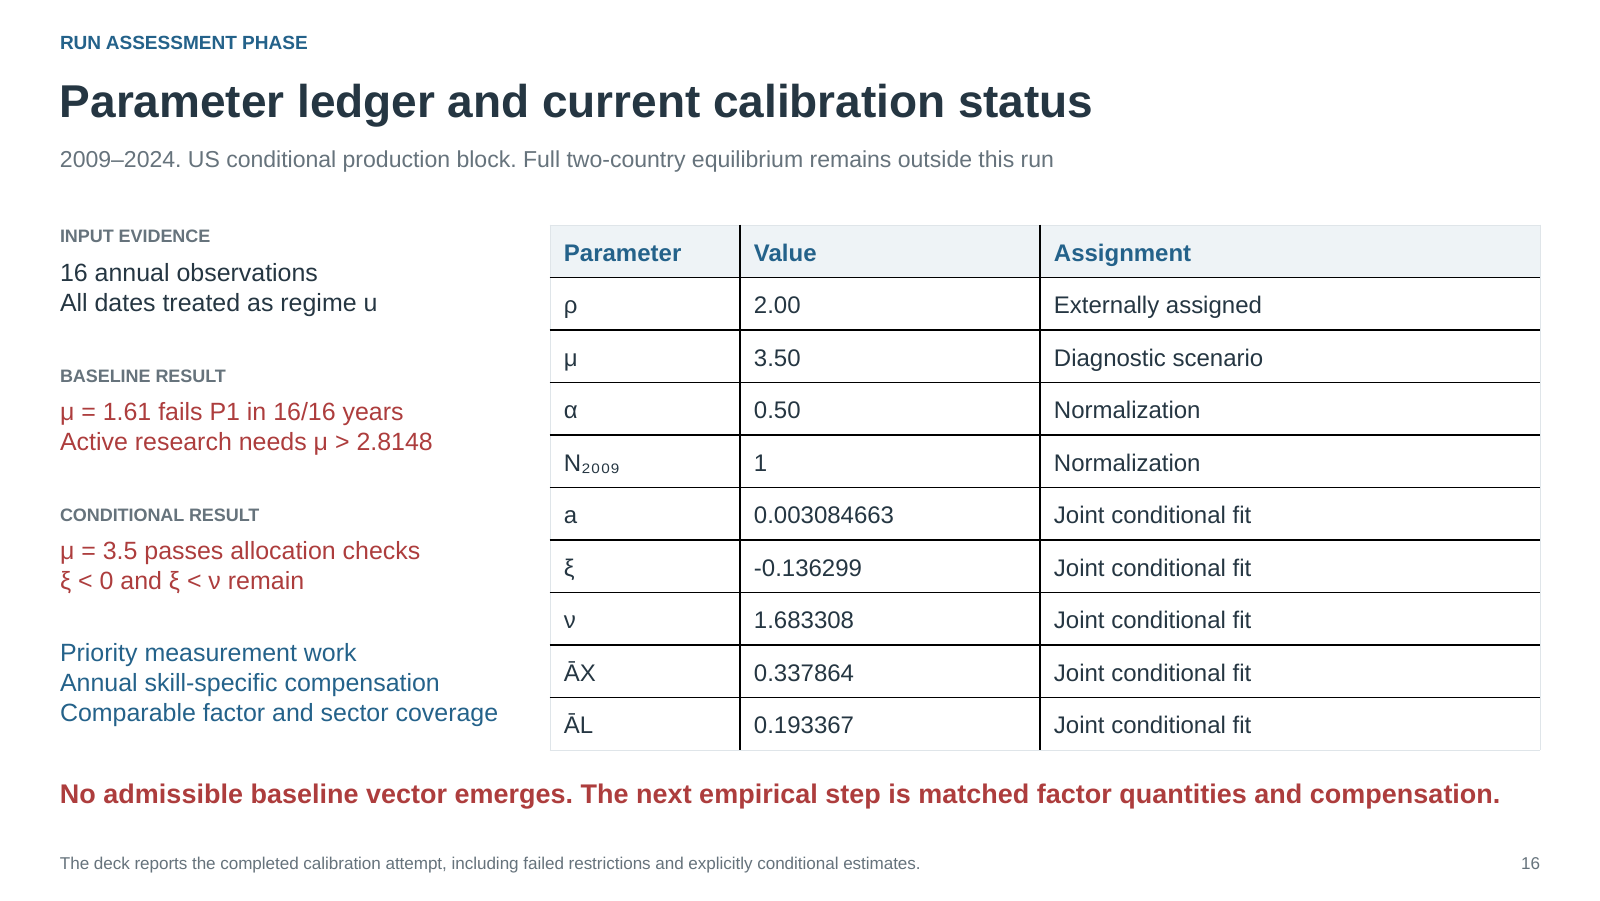 RUN ASSESSMENT PHASE
Parameter ledger and current calibration status
2009–2024. US conditional production block. Full two-country equilibrium remains outside this run
INPUT EVIDENCE
16 annual observations
All dates treated as regime u
BASELINE RESULT
μ = 1.61 fails P1 in 16/16 years
Active research needs μ > 2.8148
CONDITIONAL RESULT
μ = 3.5 passes allocation checks
ξ < 0 and ξ < ν remain
Priority measurement work
Annual skill-specific compensation
Comparable factor and sector coverage
Parameter Value Assignment
ρ 2.00 Externally assigned
μ 3.50 Diagnostic scenario
α 0.50 Normalization
N₂₀₀₉ 1 Normalization
a 0.003084663 Joint conditional fit
ξ -0.136299 Joint conditional fit
ν 1.683308 Joint conditional fit
ĀX 0.337864 Joint conditional fit
ĀL 0.193367 Joint conditional fit
No admissible baseline vector emerges. The next empirical step is matched factor quantities and compensation.
The deck reports the completed calibration attempt, including failed restrictions and explicitly conditional estimates.
16